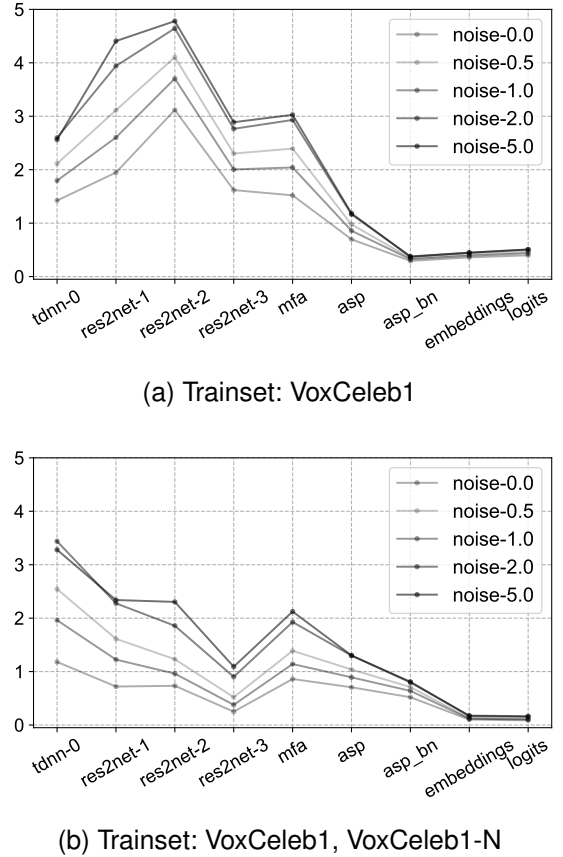 5
4
3
2
1
0
noise-0.0
noise-0.5
noise-1.0
noise-2.0
noise-5.0
tdnn-0
res2net-1
res2net-2
res2net-3
mfa
asp
asp_bn
embeddings
logits
(a) Trainset: VoxCeleb1
5
4
3
2
1
0
noise-0.0
noise-0.5
noise-1.0
noise-2.0
noise-5.0
tdnn-0
res2net-1
res2net-2
res2net-3
mfa
asp
asp_bn
embeddings
logits
(b) Trainset: VoxCeleb1, VoxCeleb1-N